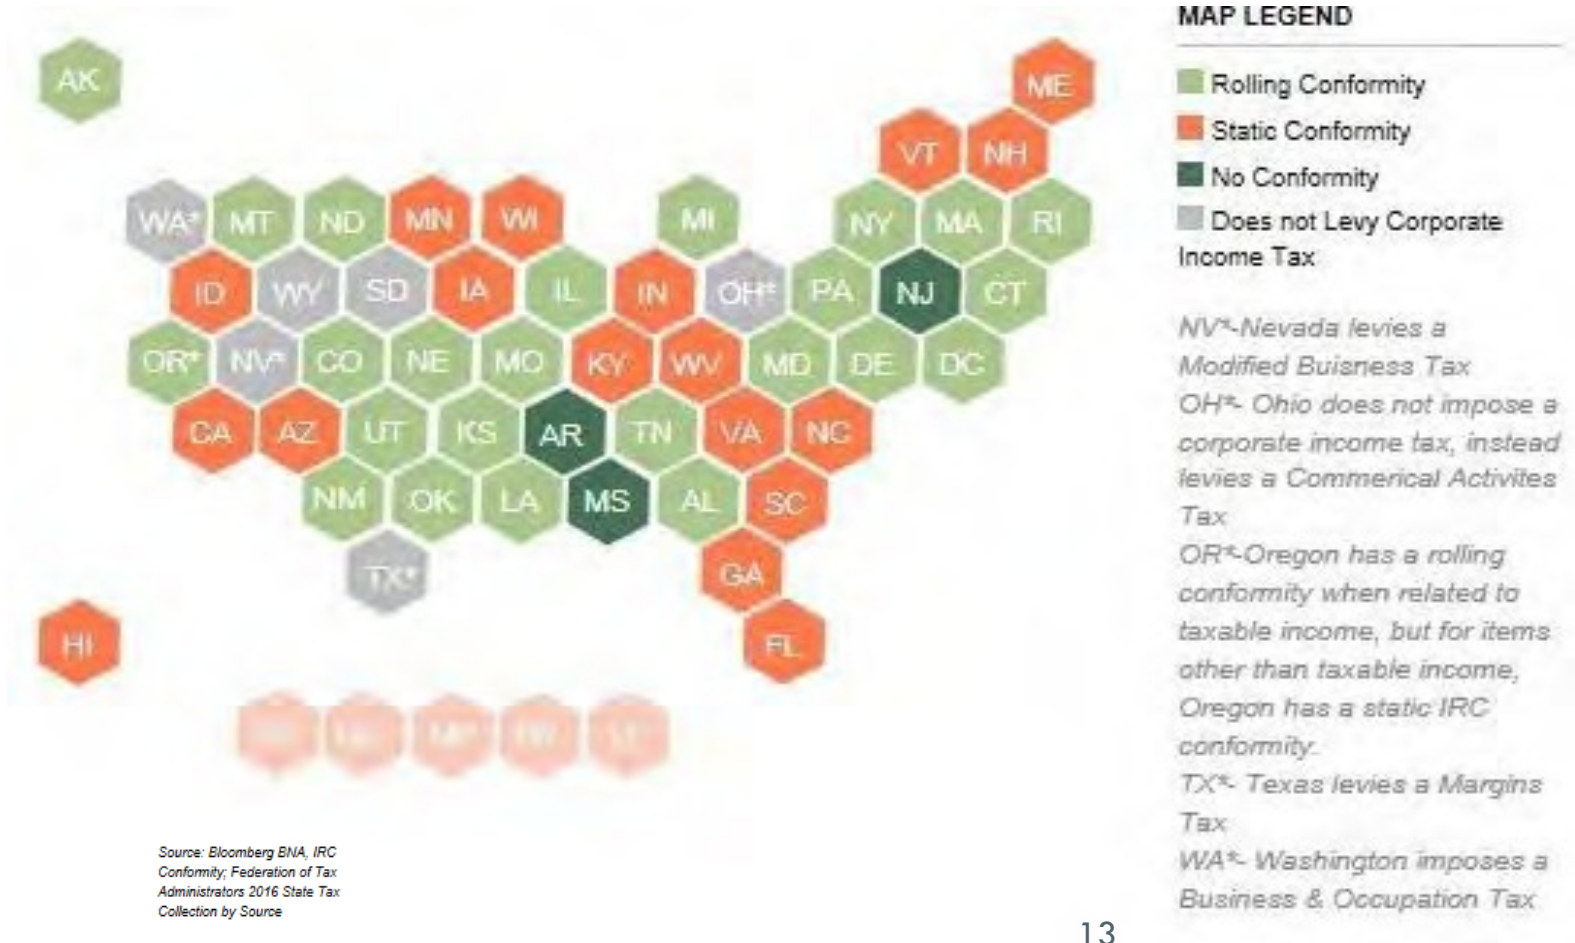 MAP LEGEND
Rolling Conformity
Static Conformity
No Conformity
Does not Levy Corporate
Income Tax
NV*-Nevada levies a
Modified Buisness Tax
OH*- Ohio does not impose a
corporate income tax, instead
levies a Commerical Activites
Tax
OR*-Oregon has a rolling
conformity when related to
taxable income, but for items
other than taxable income,
Oregon has a static IRC
conformity.
TX*- Texas levies a Margins
Tax
WA*- Washington imposes a
Business & Occupation Tax
AK
ME
VT NH
WA* MT ND MN WI MI NY MA RI
ID WY SD IA IL IN OH* PA NJ CT
OR* NV* CO NE MO KY WV MD DE DC
CA AZ UT KS AR TN VA NC
NM OK LA MS AL SC
TX* GA
HI FL
Source: Bloomberg BNA, IRC
Conformity; Federation of Tax
Administrators 2016 State Tax
Collection by Source
13